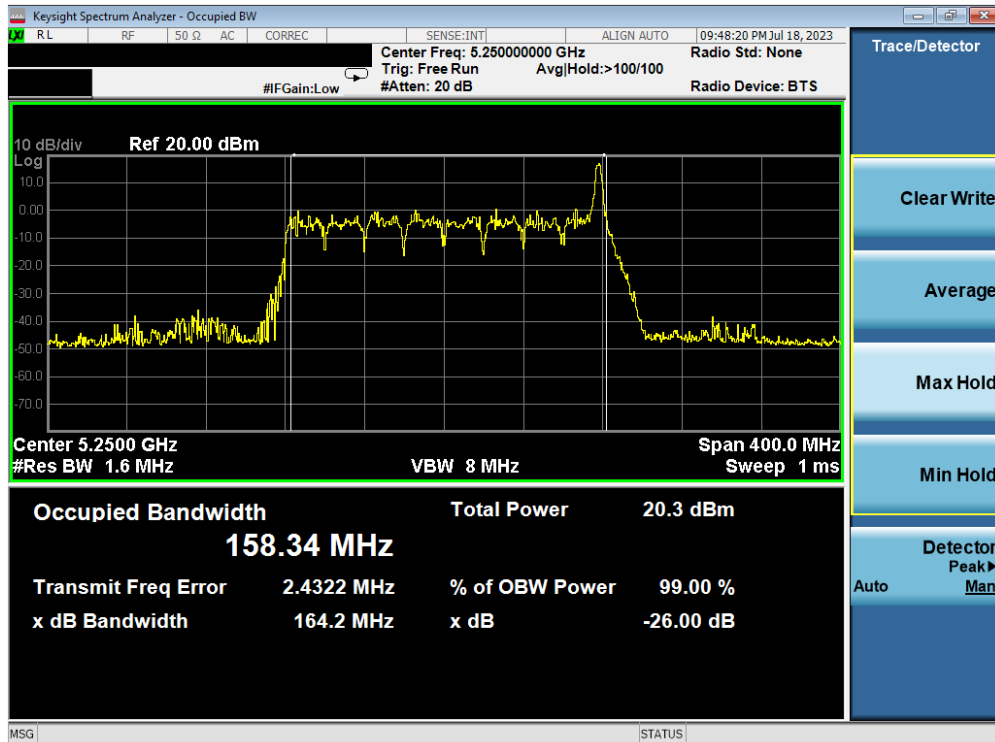 Keysight Spectrum Analyzer - Occupied BW
LXI RL RF 50 Ω AC CORREC SENSE:INT ALIGN AUTO 09:48:20 PM Jul 18, 2023
Center Freq: 5.250000000 GHz Radio Std: None
Trig: Free Run Avg|Hold:>100/100
#IFGain:Low #Atten: 20 dB Radio Device: BTS
Trace/Detector
10 dB/div Ref 20.00 dBm
Log
10.0
0.00
-10.0
-20.0
-30.0
-40.0
-50.0
-60.0
-70.0
Center 5.2500 GHz Span 400.0 MHz
#Res BW 1.6 MHz VBW 8 MHz Sweep 1 ms
Occupied Bandwidth Total Power 20.3 dBm
158.34 MHz
Transmit Freq Error 2.4322 MHz % of OBW Power 99.00 %
x dB Bandwidth 164.2 MHz x dB -26.00 dB
Clear Write
Average
Max Hold
Min Hold
Detector
Peak▶
Auto Man
MSG STATUS